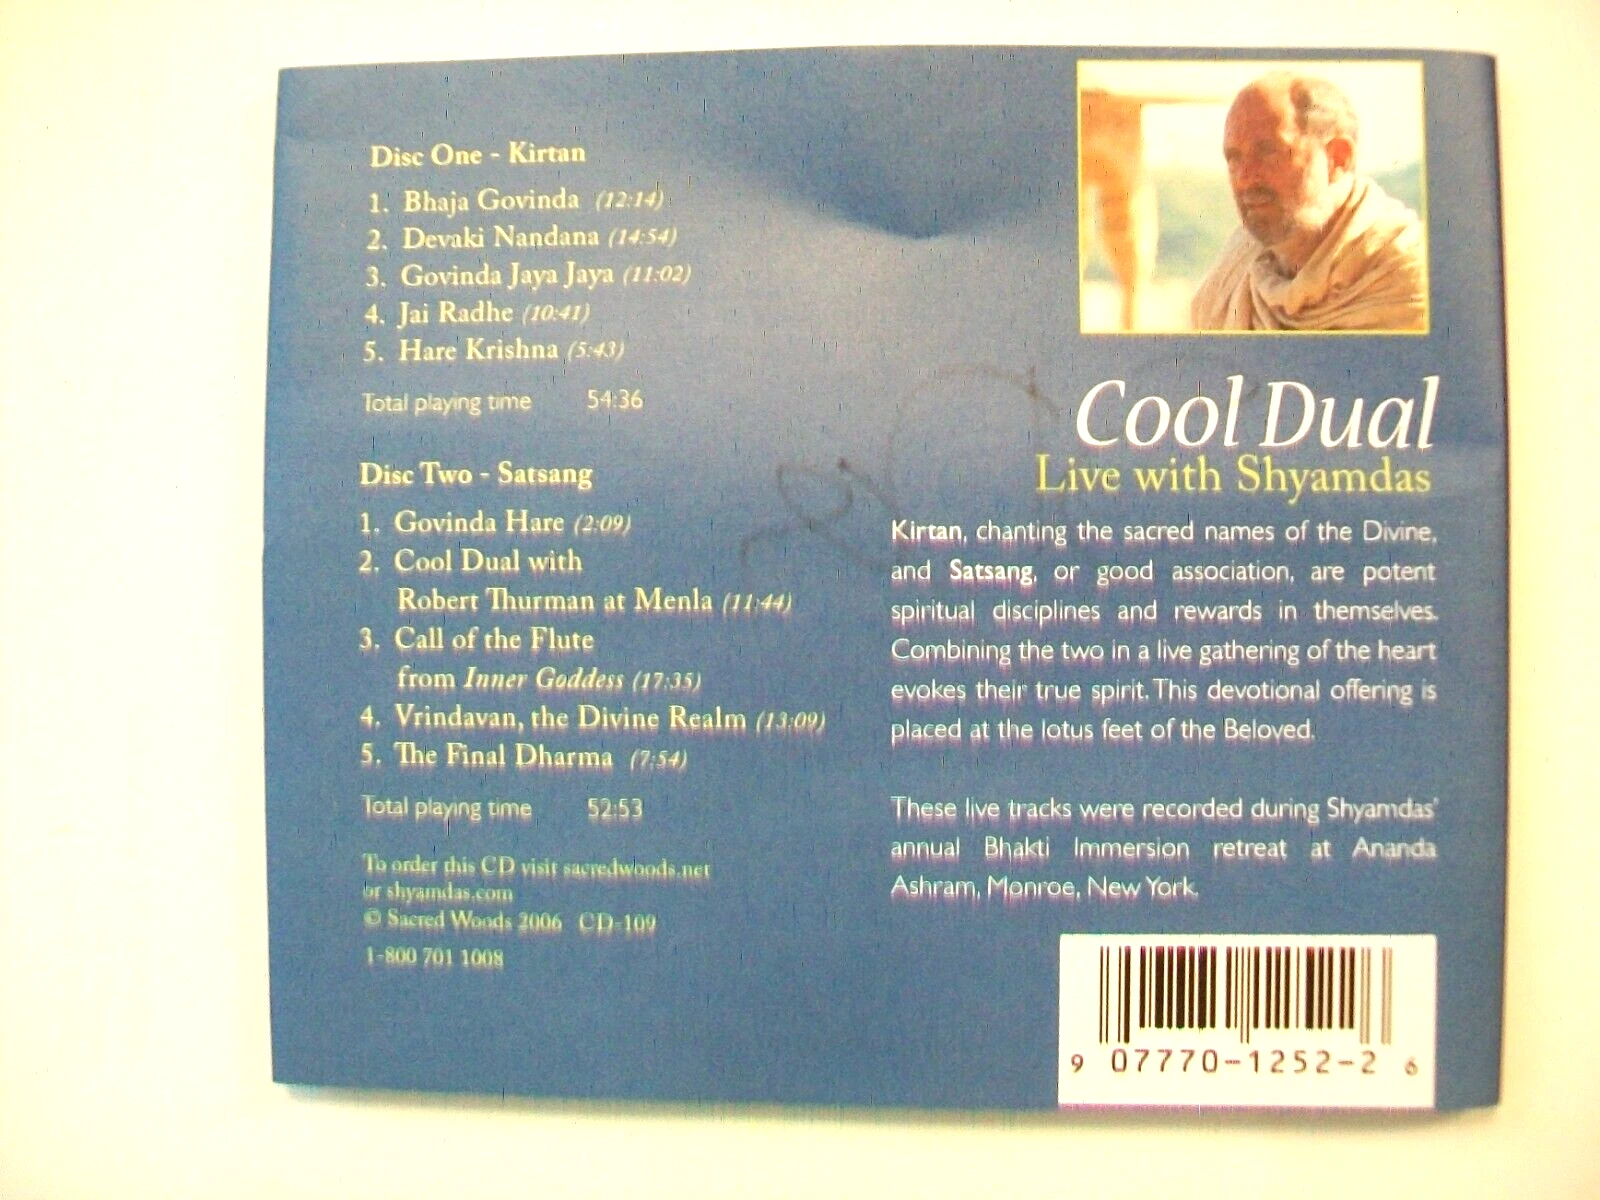 Disc One - Kirtan
1. Bhaja Govinda (12:14)
2. Devaki Nandana (14:54)
3. Govinda Jaya Jaya (11:02)
4. Jai Radhe (10:41)
5. Hare Krishna (5:43)
Total playing time 54:36
Disc Two - Satsang
1. Govinda Hare (2:09)
2. Cool Dual with
Robert Thurman at Menla (11:44)
3. Call of the Flute
from Inner Goddess (17:35)
4. Vrindavan, the Divine Realm (13:09)
5. The Final Dharma (7:54)
Total playing time 52:53
To order this CD visit sacredwoods.net
or shyamdas.com
© Sacred Woods 2006 CD-109
1-800 701 1008
Cool Dual
Live with Shyamdas
Kirtan, chanting the sacred names of the Divine,
and Satsang, or good association, are potent
spiritual disciplines and rewards in themselves.
Combining the two in a live gathering of the heart
evokes their true spirit. This devotional offering is
placed at the lotus feet of the Beloved.
These live tracks were recorded during Shyamdas'
annual Bhakti Immersion retreat at Ananda
Ashram, Monroe, New York.
9 07770-1252-2 6